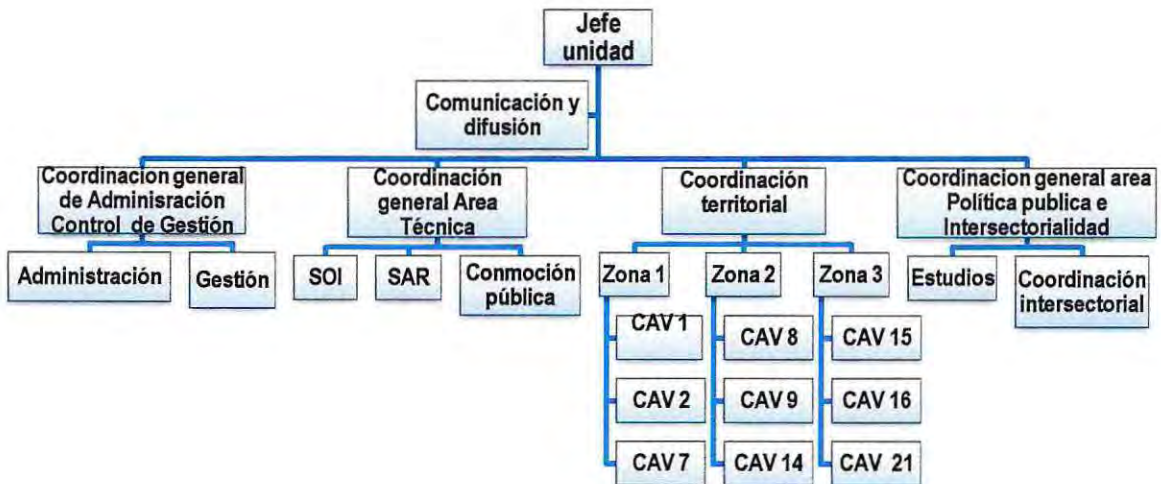 Jefe
unidad
Comunicación y
difusión
Coordinacion general
de Adminisración
Control de Gestión
Coordinación
general Area
Técnica
Coordinación
territorial
Coordinacion general area
Política publica e
Intersectorialidad
Administración
Gestión
SOI
SAR
Conmoción
pública
Zona 1
Zona 2
Zona 3
Estudios
Coordinación
intersectorial
CAV 1
CAV 8
CAV 15
CAV 2
CAV 9
CAV 16
CAV 7
CAV 14
CAV 21